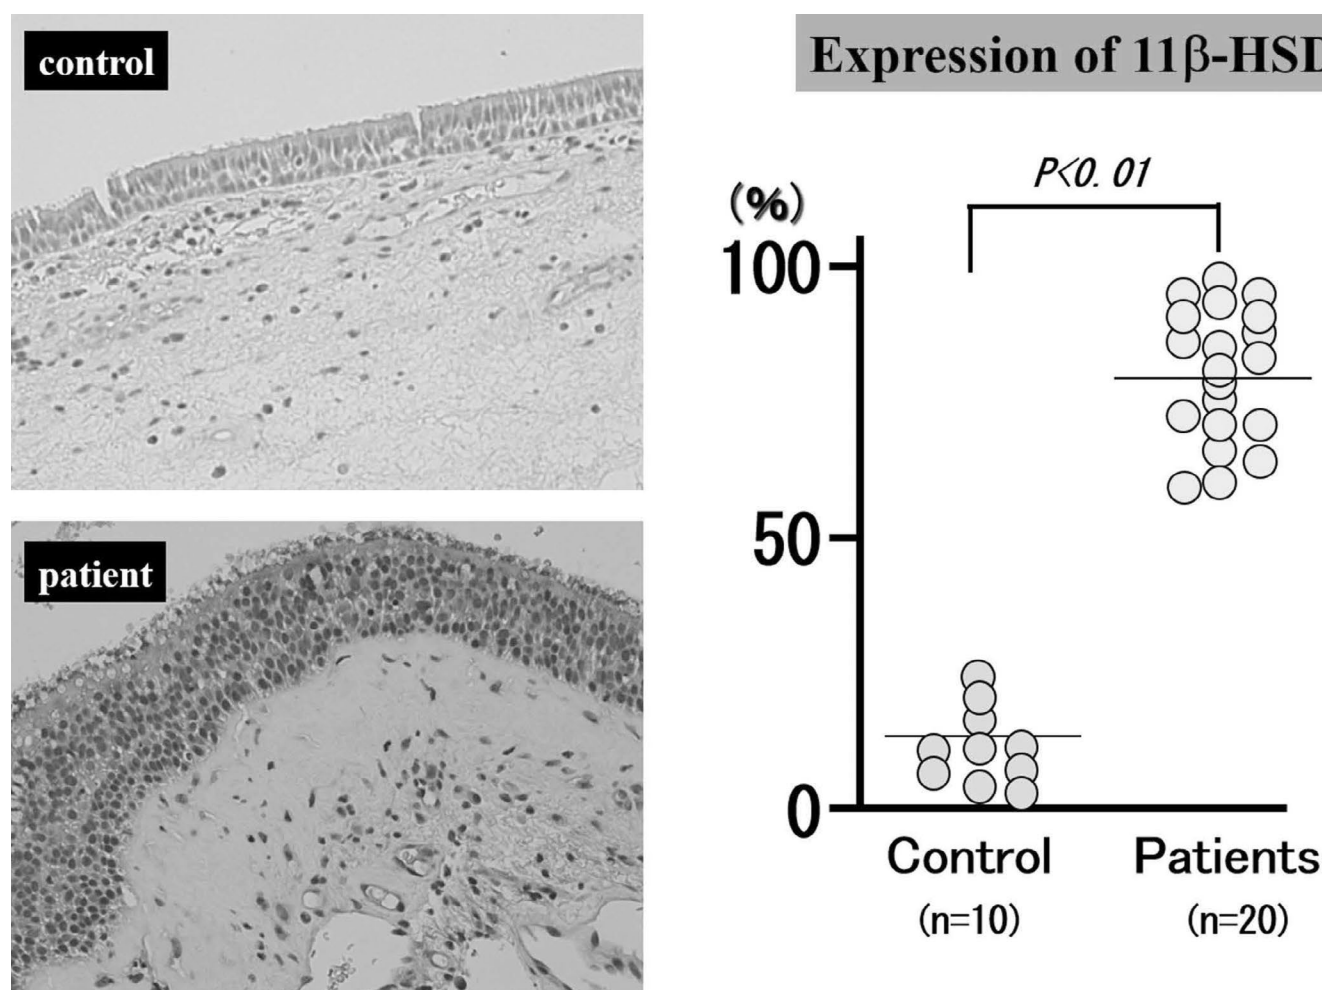 control
patient
Expression of 11β-HSD
P<0.01
(%)
100
50
0
Control
Patients
(n=10)
(n=20)